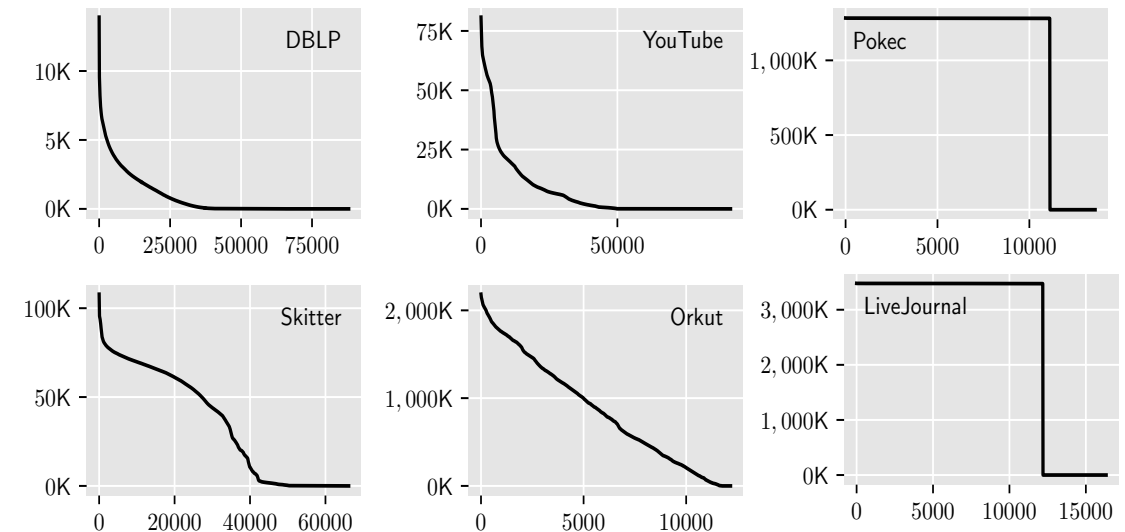 DBLP
10K
5K
0K
0 25000 50000 75000
YouTube
75K
50K
25K
0K
0 50000
Pokec
1,000K
500K
0K
0 5000 10000
Skitter
100K
50K
0K
0 20000 40000 60000
Orkut
2,000K
1,000K
0K
0 5000 10000
LiveJournal
3,000K
2,000K
1,000K
0K
0 5000 10000 15000